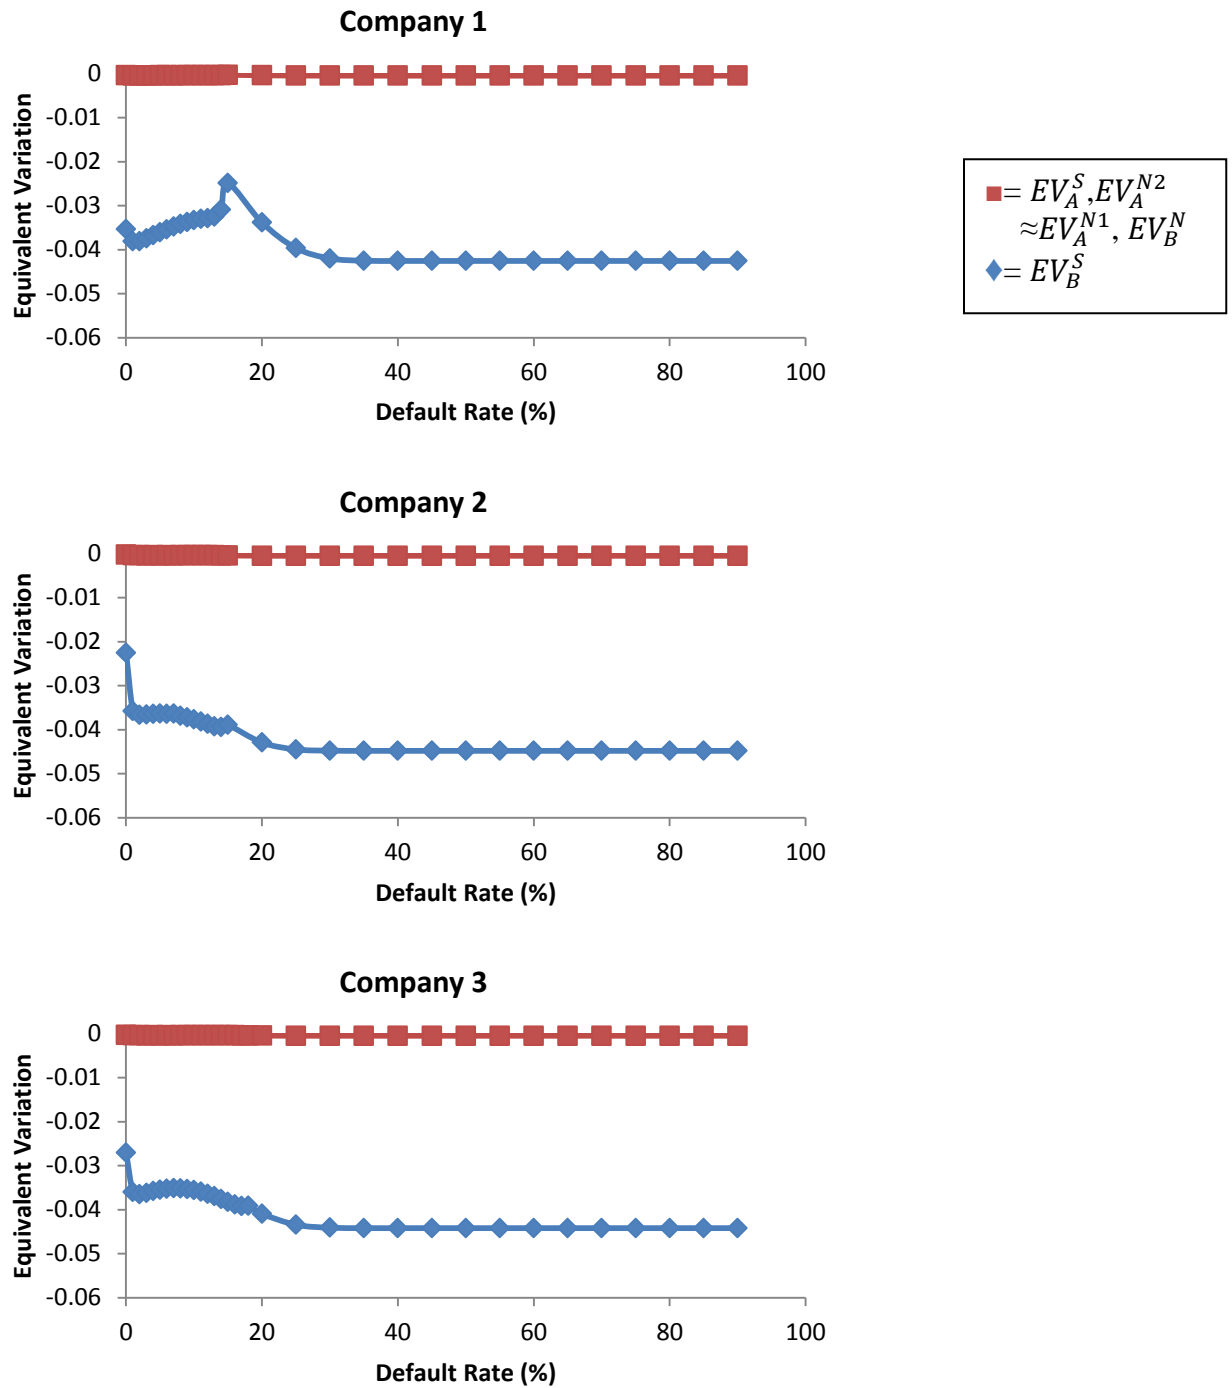 Company 1
0
-0.01
-0.02
-0.03
-0.04
-0.05
-0.06
Equivalent Variation
0 20 40 60 80 100
Default Rate (%)
= EV_A^S, EV_A^{N2}
≈EV_A^{N1}, EV_B^N
= EV_B^S
Company 2
0
-0.01
-0.02
-0.03
-0.04
-0.05
-0.06
Equivalent Variation
0 20 40 60 80 100
Default Rate (%)
Company 3
0
-0.01
-0.02
-0.03
-0.04
-0.05
-0.06
Equivalent Variation
0 20 40 60 80 100
Default Rate (%)